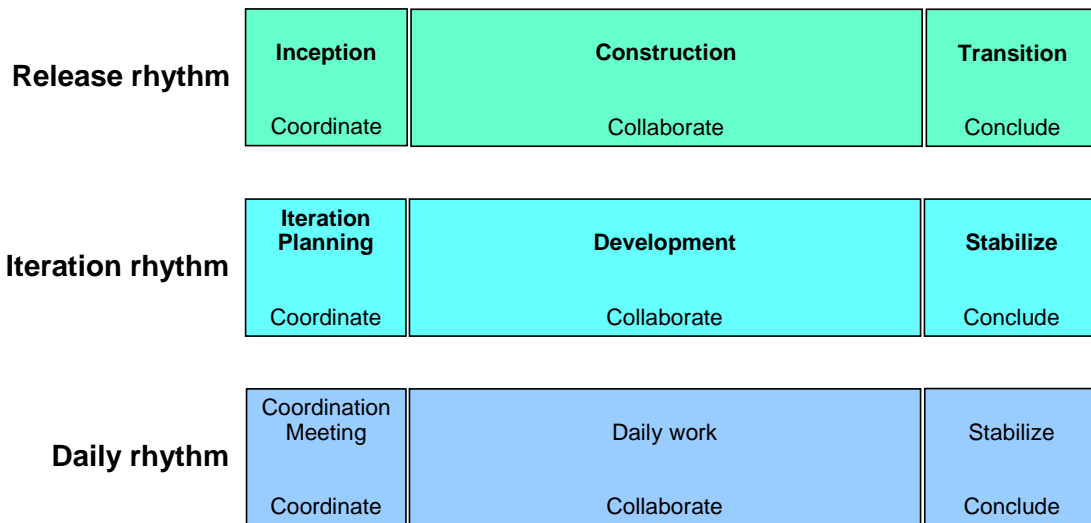 Release rhythm
Inception
Construction
Transition
Coordinate
Collaborate
Conclude
Iteration rhythm
Iteration
Planning
Development
Stabilize
Coordinate
Collaborate
Conclude
Daily rhythm
Coordination
Meeting
Daily work
Stabilize
Coordinate
Collaborate
Conclude